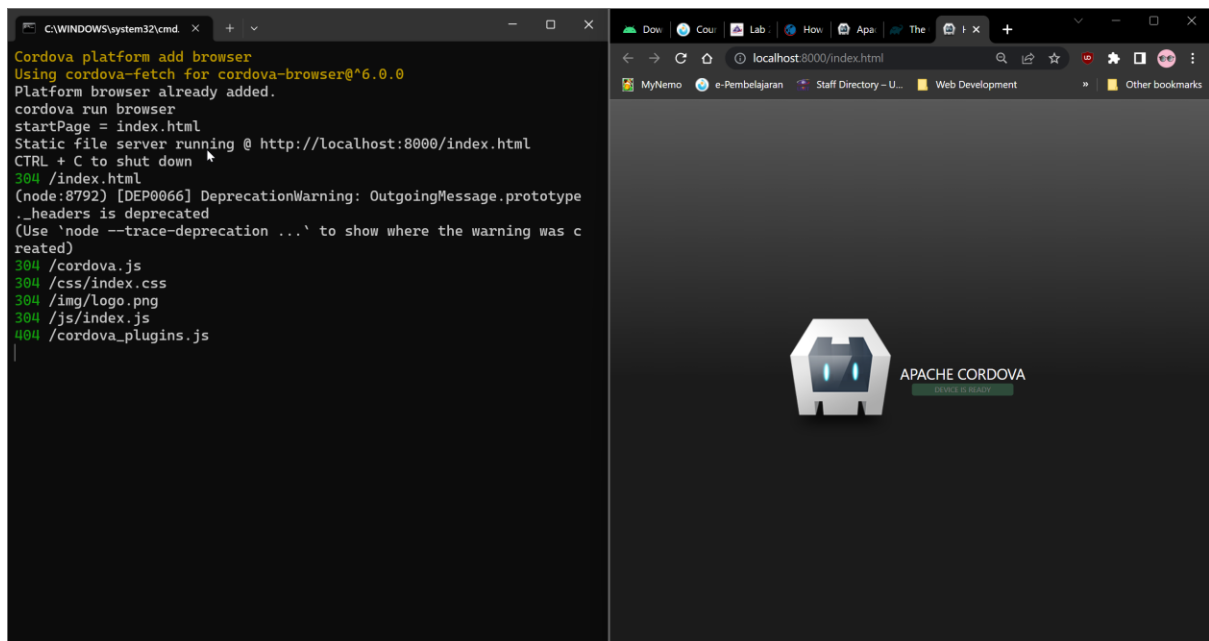 C:\WINDOWS\system32\cmd.
Cordova platform add browser
Using cordova-fetch for cordova-browser@^6.0.0
Platform browser already added.
cordova run browser
startPage = index.html
Static file server running @ http://localhost:8000/index.html
CTRL + C to shut down
304 /index.html
(node:8792) [DEP0066] DeprecationWarning: OutgoingMessage.prototype
._headers is deprecated
(Use `node --trace-deprecation ...` to show where the warning was c
reated)
304 /cordova.js
304 /css/index.css
304 /img/logo.png
304 /js/index.js
404 /cordova_plugins.js
Dow Cour Lab How Apac The H
localhost:8000/index.html
MyNemo e-Pembelajaran Staff Directory – U... Web Development » Other bookmarks
APACHE CORDOVA
DEVICE IS READY